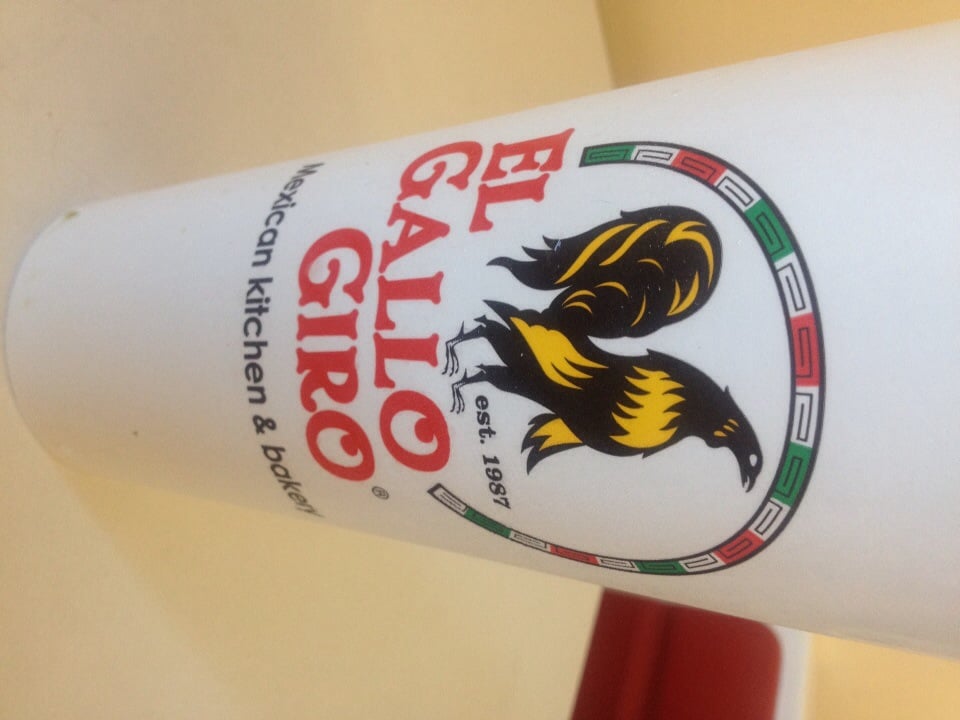 est. 1987
EL
GALLO
GIRO®
Mexican kitchen & bakery